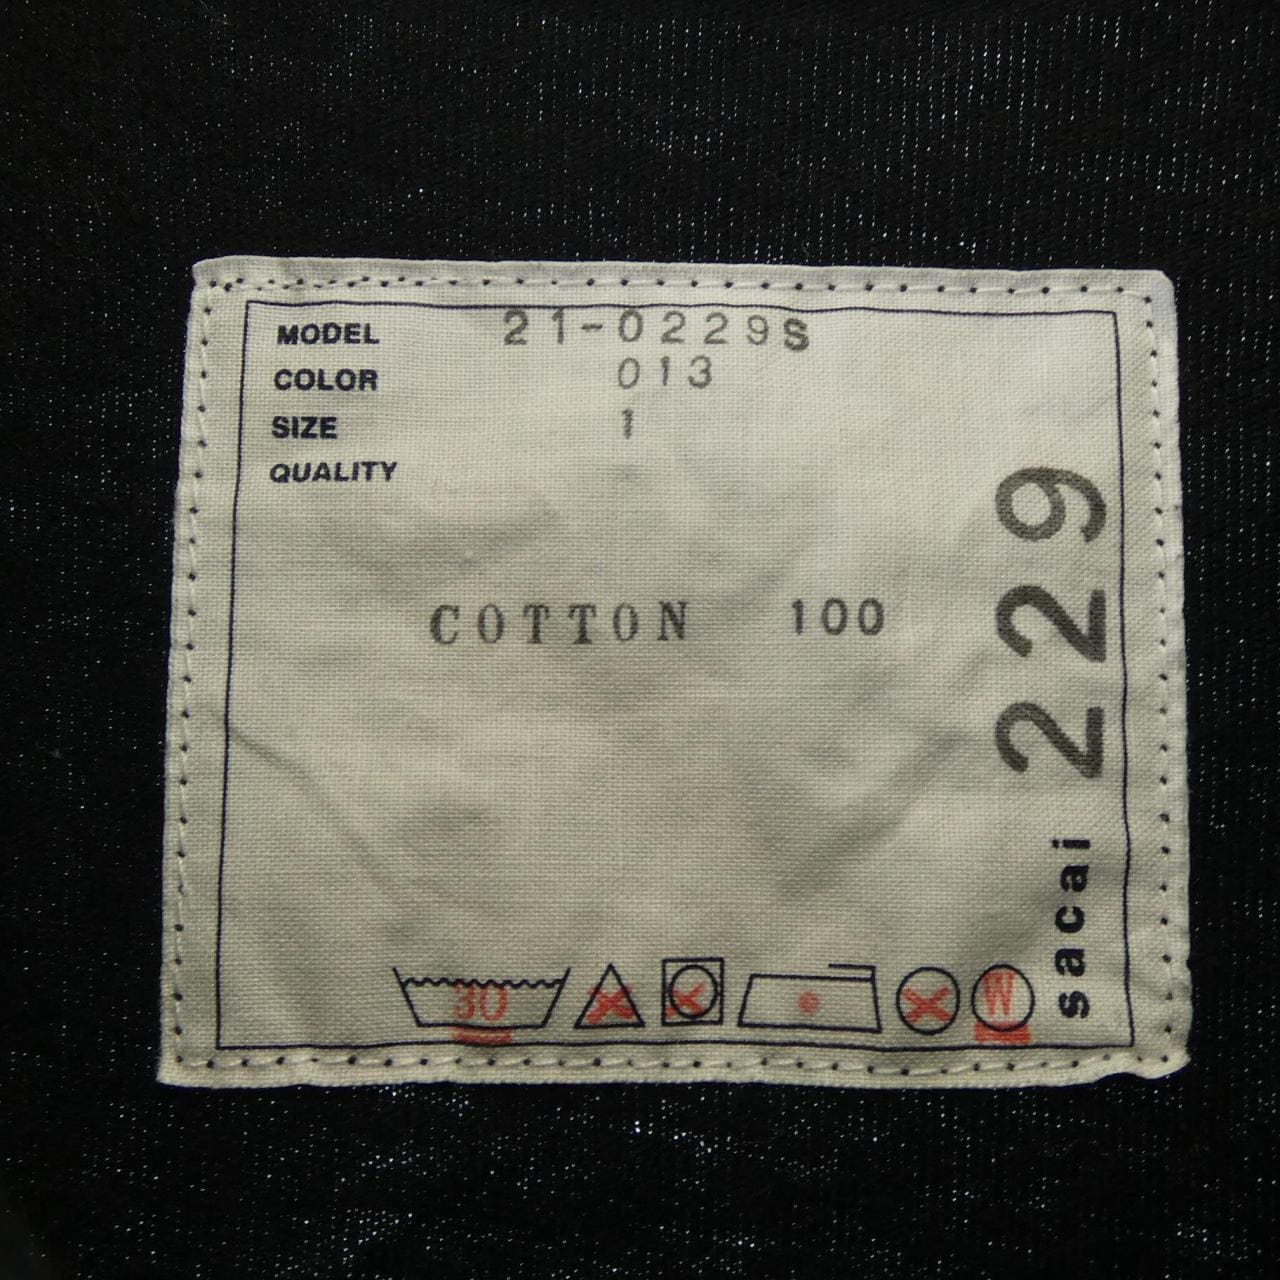 MODEL 21-0229S
COLOR 013
SIZE 1
QUALITY
COTTON 100
30
W
sacai 229